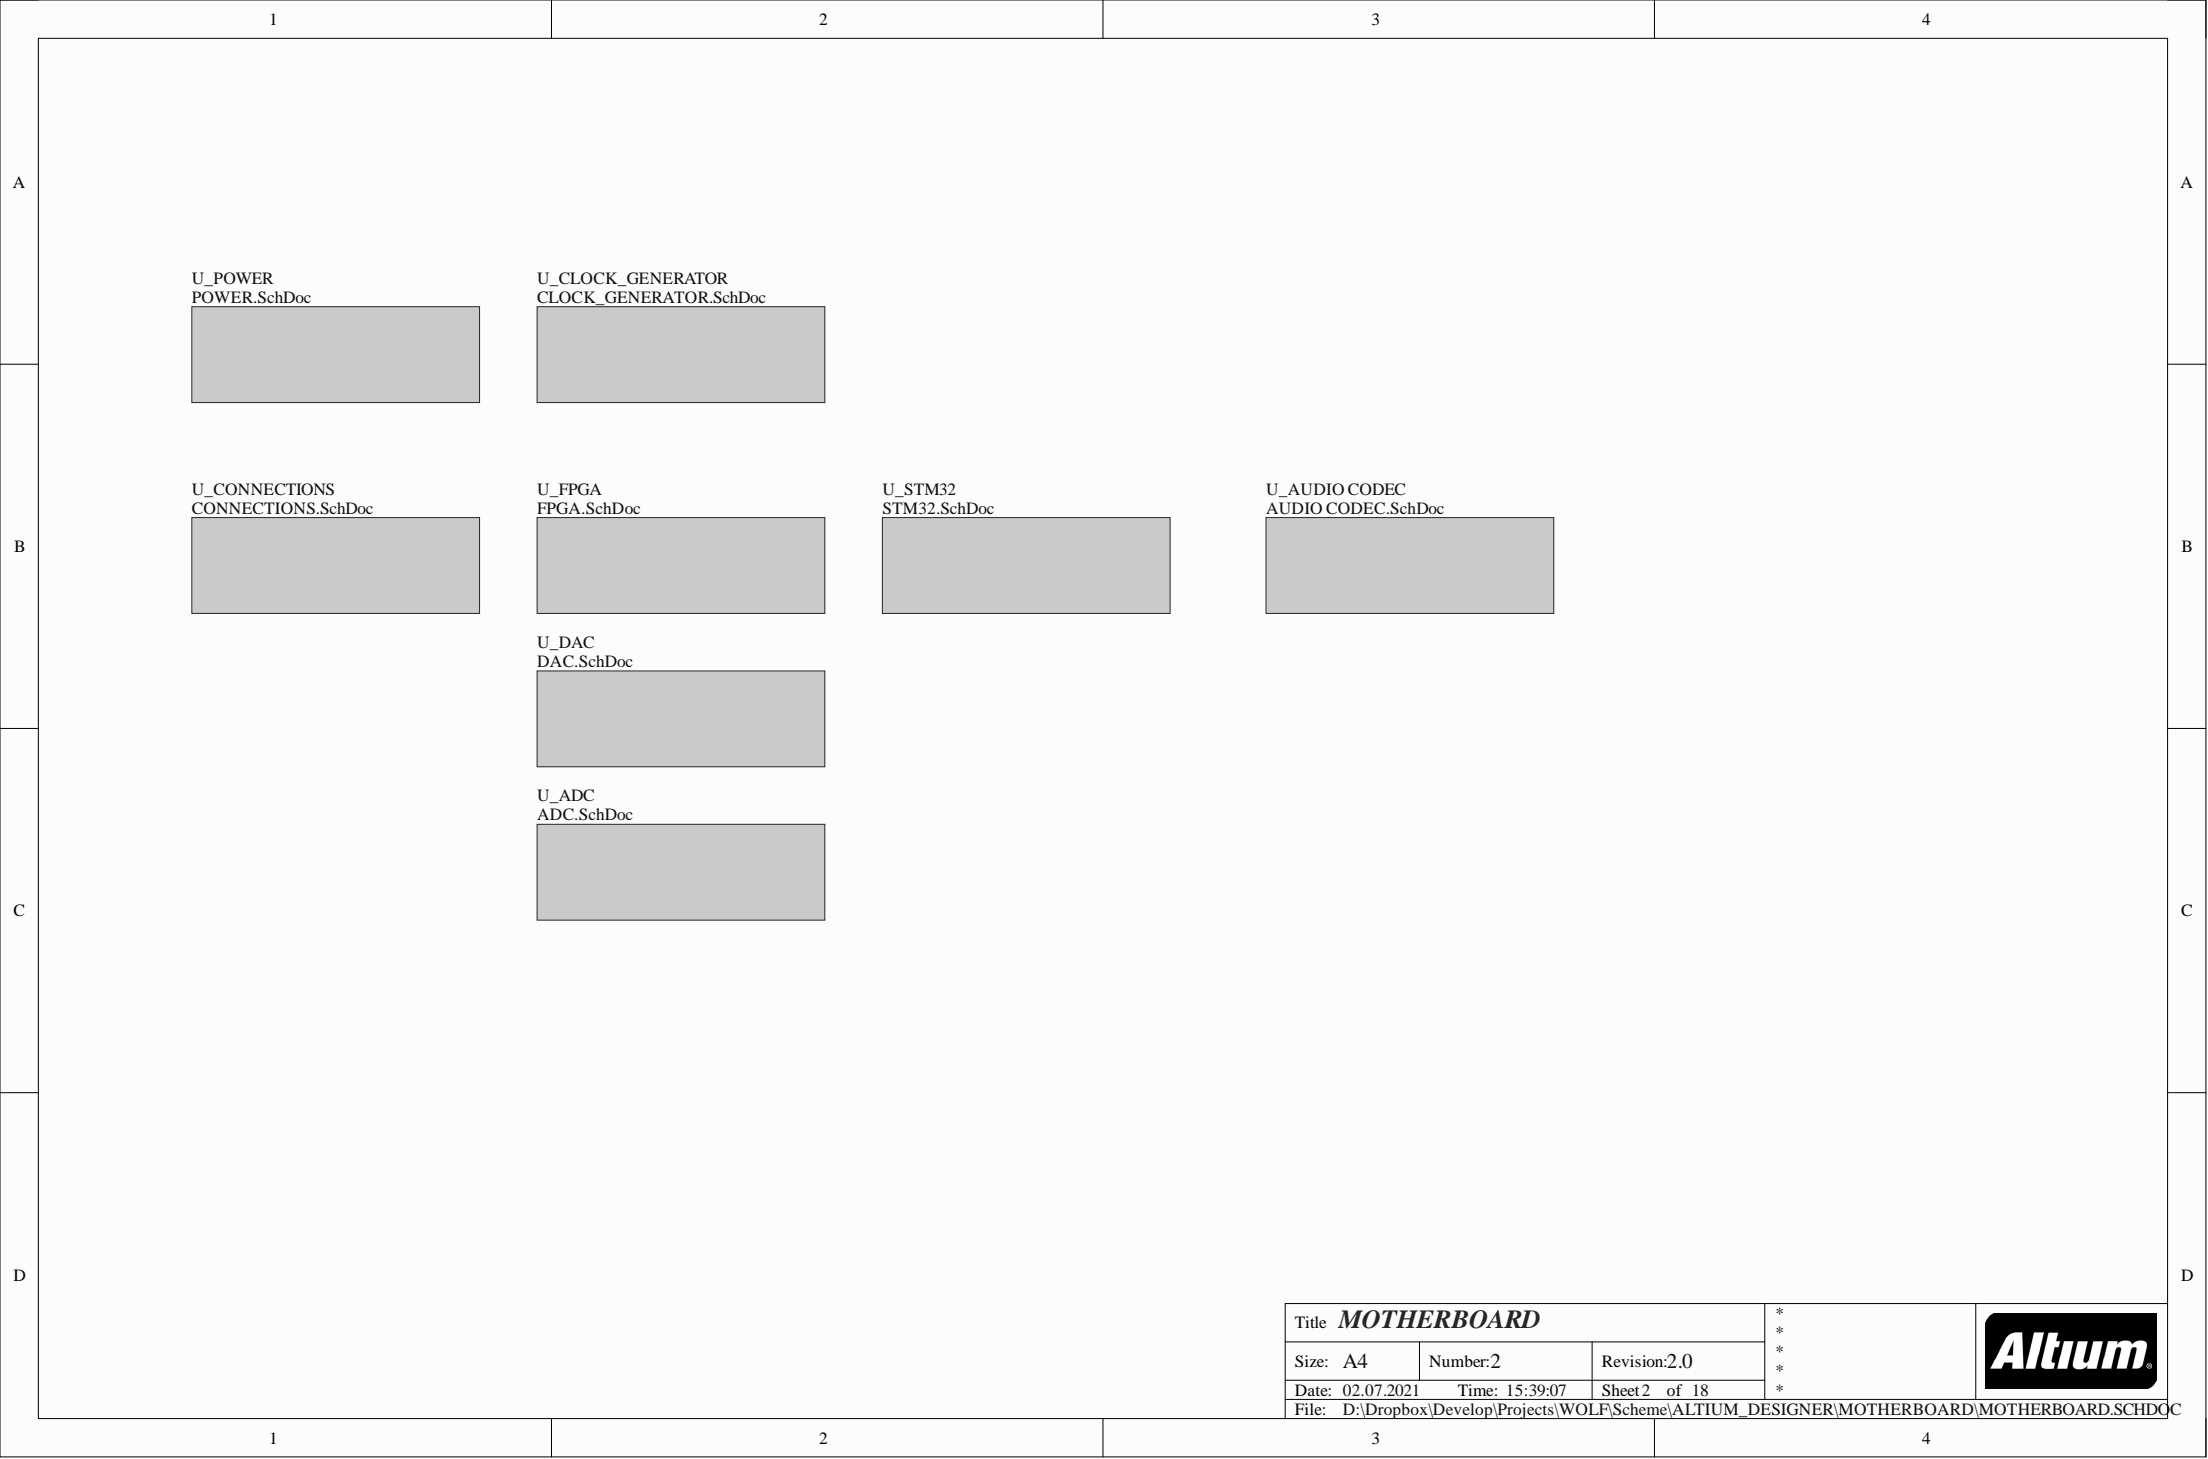 1 2 3 4
A A
U_POWER
POWER.SchDoc
U_CLOCK_GENERATOR
CLOCK_GENERATOR.SchDoc
U_CONNECTIONS
CONNECTIONS.SchDoc
U_FPGA
FPGA.SchDoc
U_STM32
STM32.SchDoc
U_AUDIO CODEC
AUDIO CODEC.SchDoc
B B
U_DAC
DAC.SchDoc
U_ADC
ADC.SchDoc
C C
D D
Title MOTHERBOARD
Size: A4 Number:2 Revision:2.0
Date: 02.07.2021 Time: 15:39:07 Sheet 2 of 18
File: D:\Dropbox\Develop\Projects\WOLF\Scheme\ALTIUM_DESIGNER\MOTHERBOARD\MOTHERBOARD.SCHDOC
*
*
*
*
*
Altium®
1 2 3 4